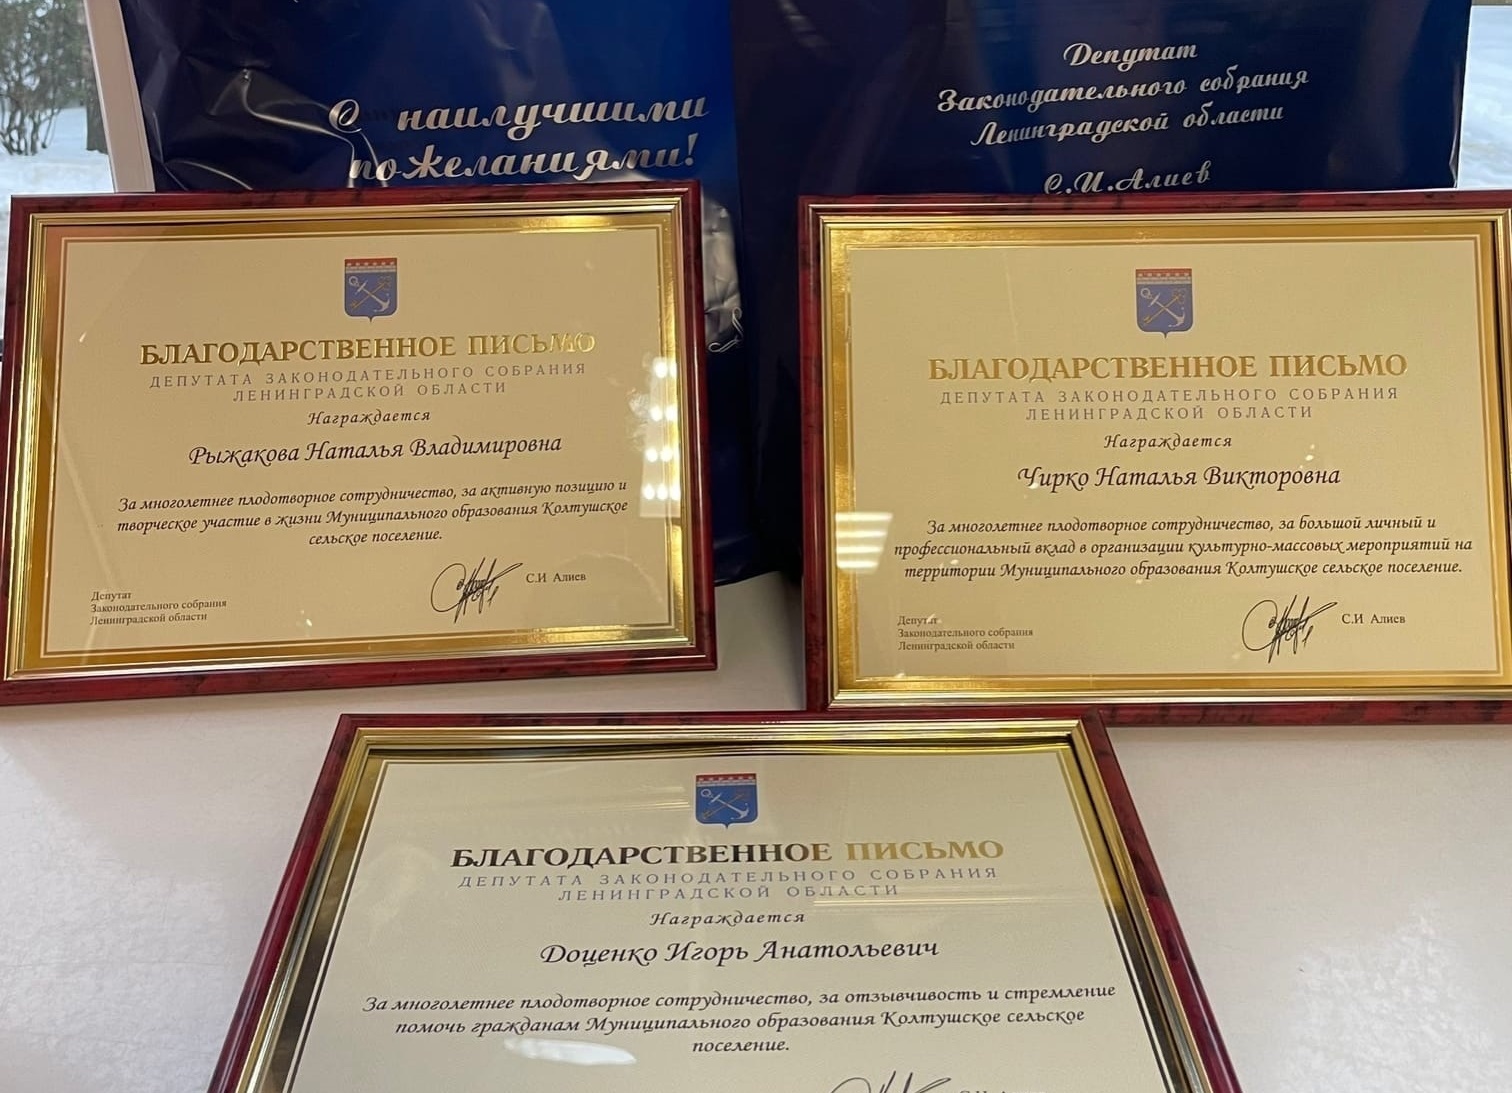 С наилучшими
пожеланиями!
Депутат
Законодательного собрания
Ленинградской области
С.И.Алиев
БЛАГОДАРСТВЕННОЕ ПИСЬМО
ДЕПУТАТА ЗАКОНОДАТЕЛЬНОГО СОБРАНИЯ
ЛЕНИНГРАДСКОЙ ОБЛАСТИ
Награждается
Рыжакова Наталья Владимировна
За многолетнее плодотворное сотрудничество, за активную позицию и
творческое участие в жизни Муниципального образования Колтушское
сельское поселение.
Депутат
Законодательного собрания
Ленинградской области
С.И Алиев
БЛАГОДАРСТВЕННОЕ ПИСЬМО
ДЕПУТАТА ЗАКОНОДАТЕЛЬНОГО СОБРАНИЯ
ЛЕНИНГРАДСКОЙ ОБЛАСТИ
Награждается
Чирко Наталья Викторовна
За многолетнее плодотворное сотрудничество, за большой личный и
профессиональный вклад в организации культурно-массовых мероприятий на
территории Муниципального образования Колтушское сельское поселение.
Депутат
Законодательного собрания
Ленинградской области
С.И Алиев
БЛАГОДАРСТВЕННОЕ ПИСЬМО
ДЕПУТАТА ЗАКОНОДАТЕЛЬНОГО СОБРАНИЯ
ЛЕНИНГРАДСКОЙ ОБЛАСТИ
Награждается
Доценко Игорь Анатольевич
За многолетнее плодотворное сотрудничество, за отзывчивость и стремление
помочь гражданам Муниципального образования Колтушское сельское
поселение.